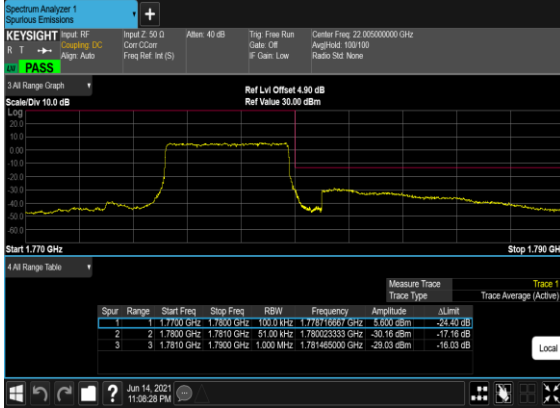 Spectrum Analyzer 1
Spurious Emissions
+
KEYSIGHT Input: RF Input Z: 50 Ω Atten: 40 dB Trig: Free Run Center Freq: 22.005000000 GHz
R T Coupling: DC Corr CCorr Gate: Off Avg|Hold: 100/100
Align: Auto Freq Ref: Int (S) IF Gain: Low Radio Std: None
LXI PASS
3 All Range Graph
Ref Lvl Offset 4.90 dB
Scale/Div 10.0 dB Ref Value 30.00 dBm
Log
20.0
10.0
0.00
-10.0
-20.0
-30.0
-40.0
-50.0
-60.0
Start 1.770 GHz Stop 1.790 GH
4 All Range Table
Measure Trace Trace 1
Trace Type Trace Average (Active)
Spur Range Start Freq Stop Freq RBW Frequency Amplitude ΔLimit
1 1 1.7700 GHz 1.7800 GHz 100.0 kHz 1.778716667 GHz 5.600 dBm -24.40 dB
2 2 1.7800 GHz 1.7810 GHz 51.00 kHz 1.780023333 GHz -30.16 dBm -17.16 dB
3 3 1.7810 GHz 1.7900 GHz 1.000 MHz 1.781465000 GHz -29.03 dBm -16.03 dB
Local
? Jun 14, 2021
11:08:28 PM